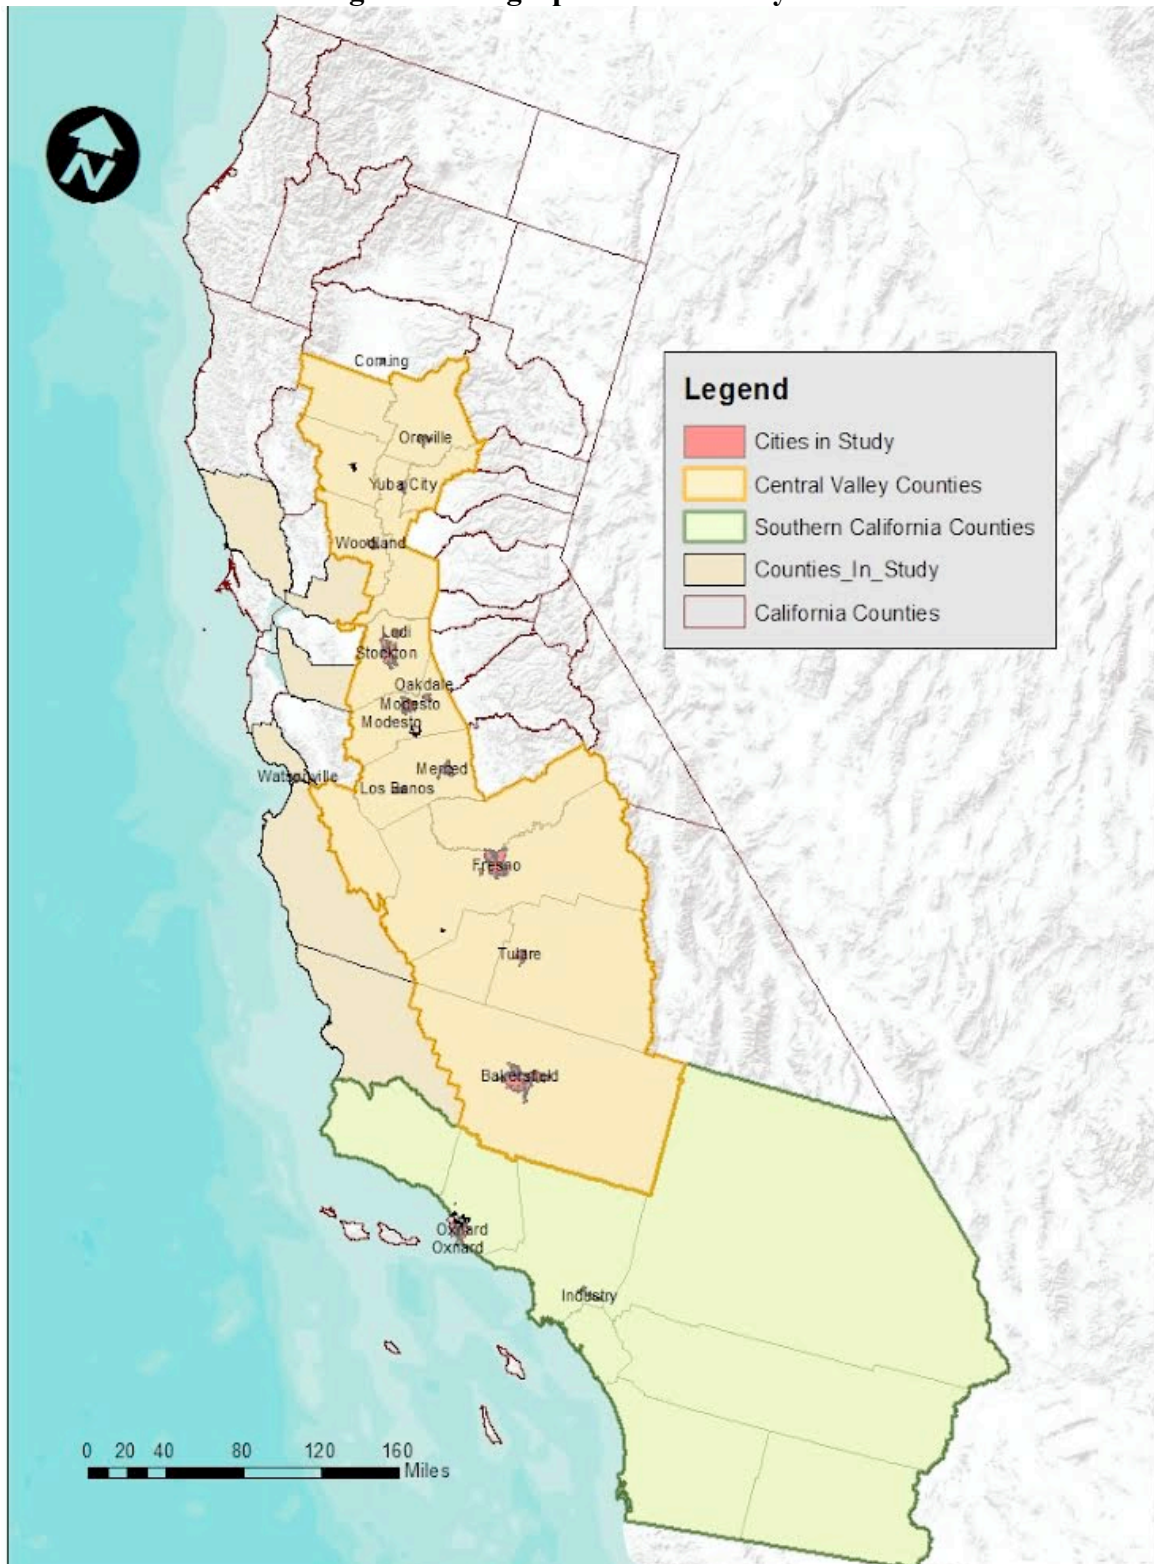 N
Corning
Oroville
Yuba City
Woodland
Lodi
Stockton
Oakdale
Modesto
Modesto
Merced
Watsonville
Los Banos
Fresno
Tulare
Bakersfield
Oxnard
Oxnard
Industry
Legend
Cities in Study
Central Valley Counties
Southern California Counties
Counties_In_Study
California Counties
0 20 40 80 120 160
Miles